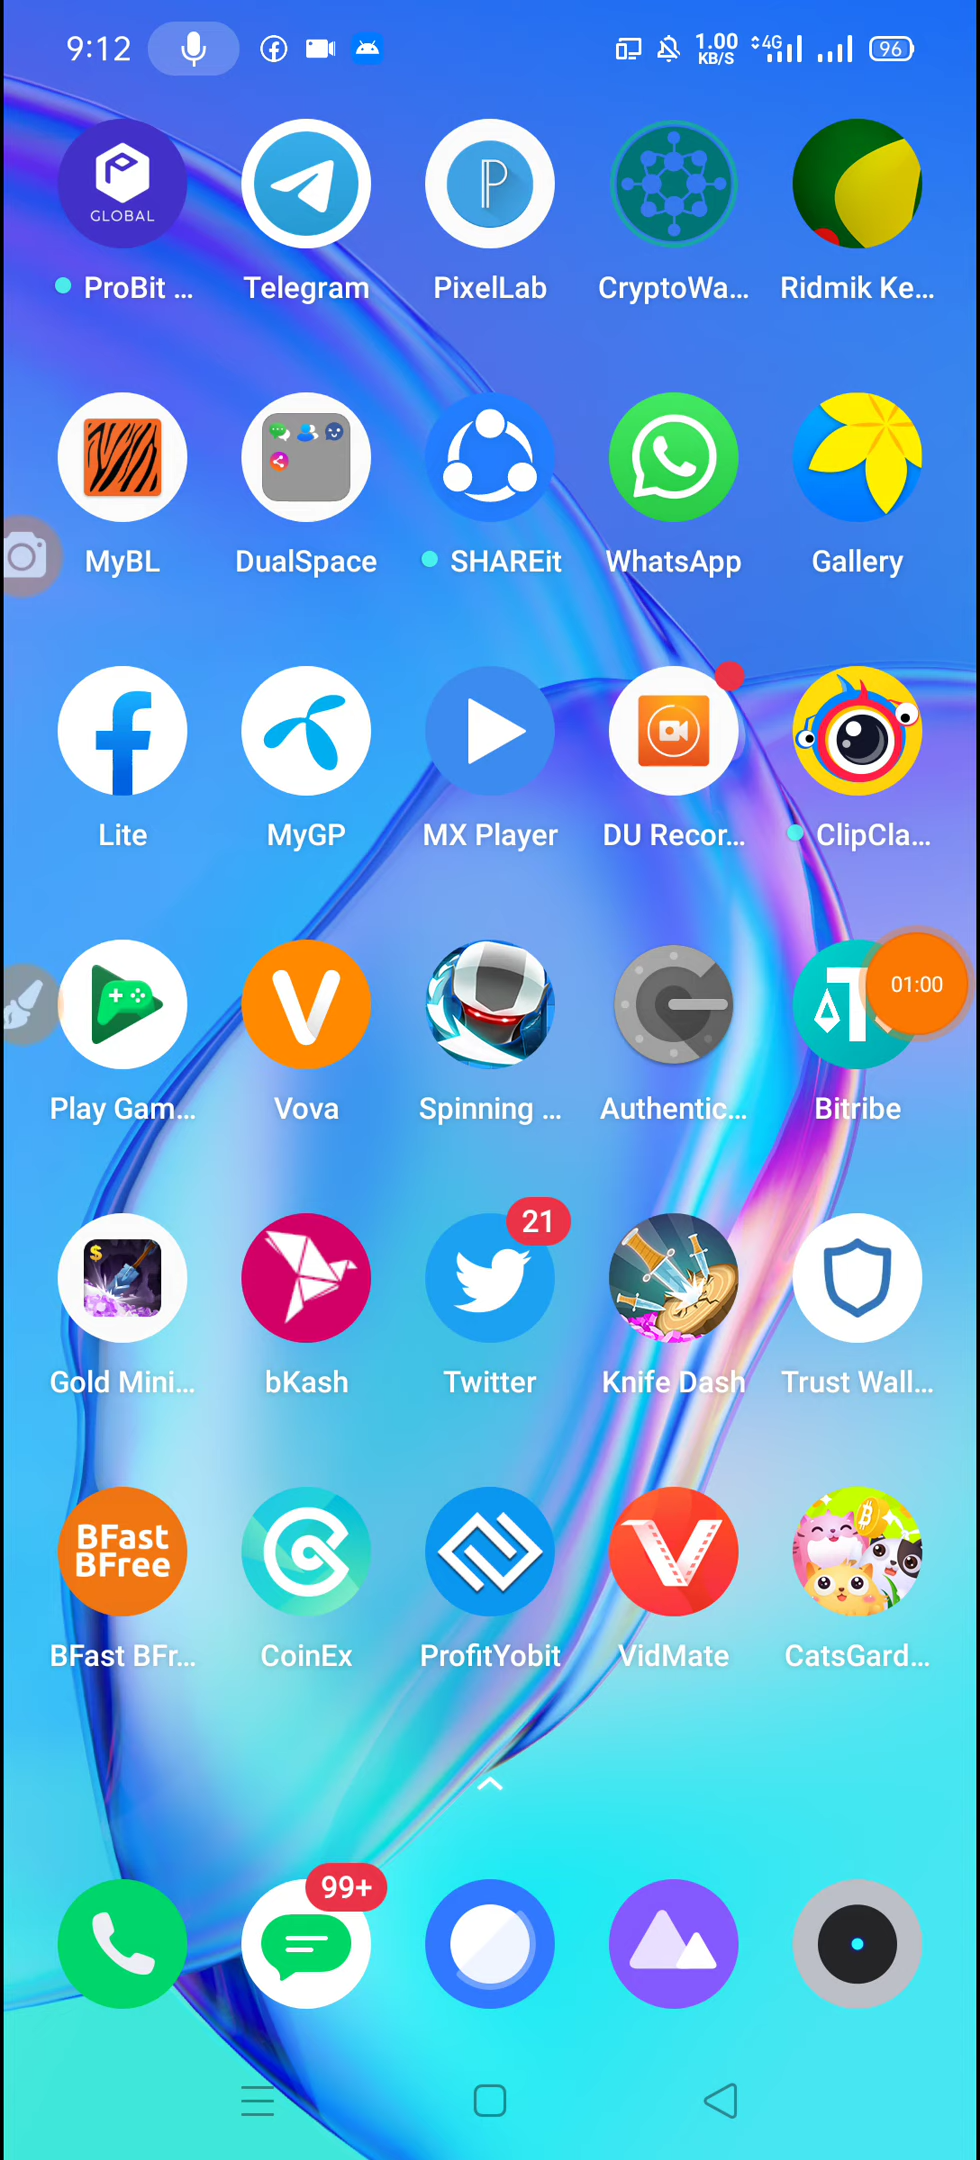 9:12 1.00 KB/S 4G 96
GLOBAL
ProBit ... Telegram PixelLab CryptoWa... Ridmik Ke...
MyBL DualSpace SHAREit WhatsApp Gallery
Lite MyGP MX Player DU Recor... ClipCla...
01:00
Play Gam... Vova Spinning ... Authentic... Bitribe
21
Gold Mini... bKash Twitter Knife Dash Trust Wall...
BFast
BFree
BFast BFr... CoinEx ProfitYobit VidMate CatsGard...
99+